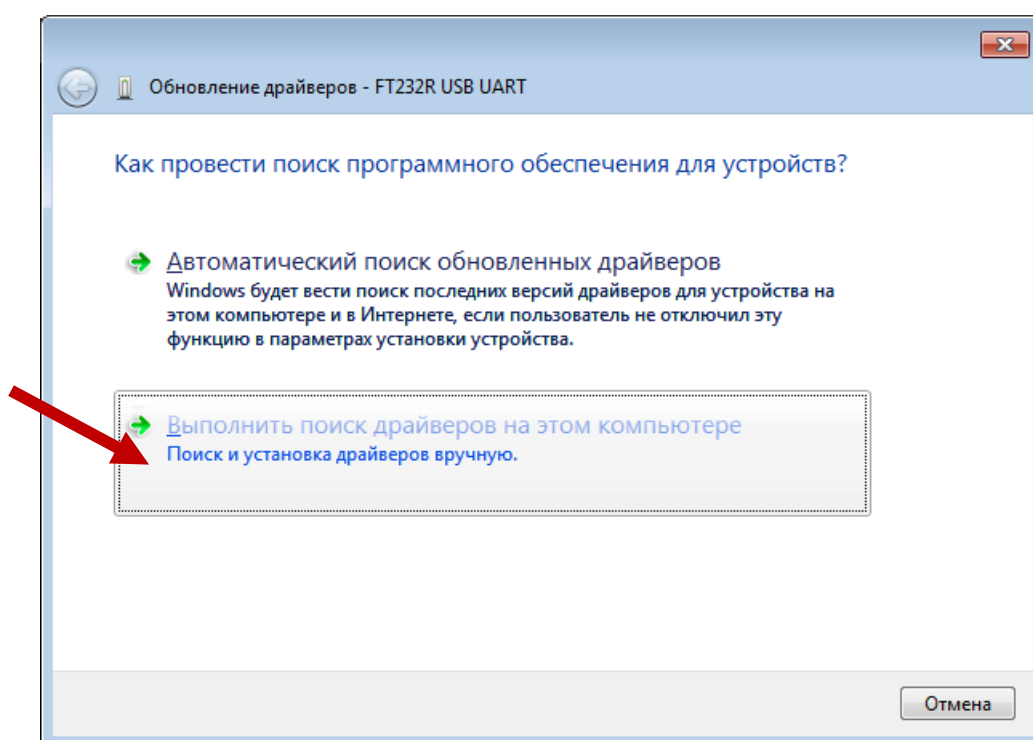 Обновление драйверов - FT232R USB UART
Как провести поиск программного обеспечения для устройств?
Автоматический поиск обновленных драйверов
Windows будет вести поиск последних версий драйверов для устройства на
этом компьютере и в Интернете, если пользователь не отключил эту
функцию в параметрах установки устройства.
Выполнить поиск драйверов на этом компьютере
Поиск и установка драйверов вручную.
Отмена